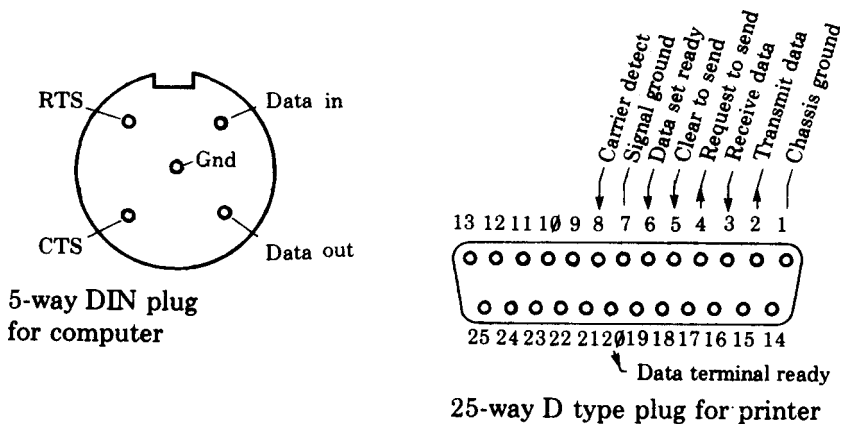 RTS
Data in
Gnd
CTS
Data out
5-way DIN plug
for computer
Carrier detect
Signal ground
Data set ready
Clear to send
Request to send
Receive data
Transmit data
Chassis ground
13 12 11 10 9 8 7 6 5 4 3 2 1
25 24 23 22 21 20 19 18 17 16 15 14
Data terminal ready
25-way D type plug for printer